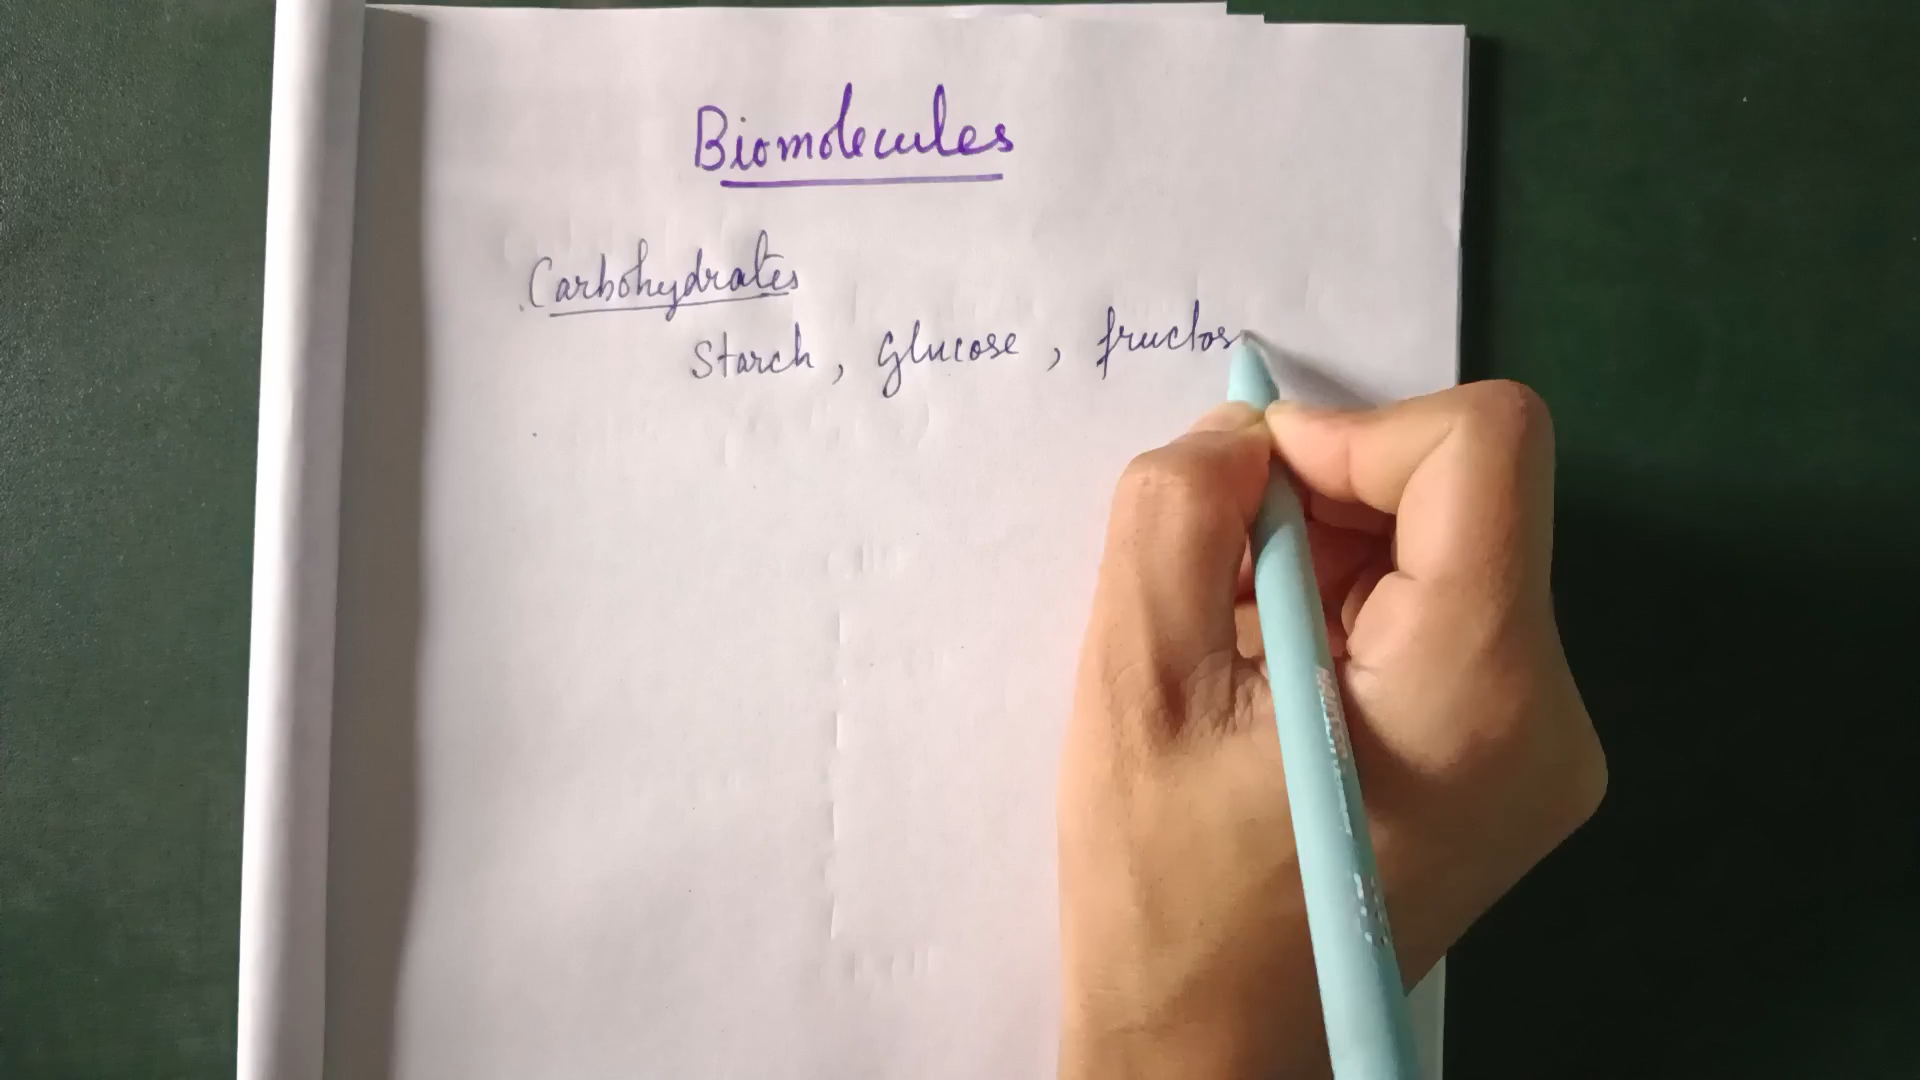 Biomolecules
Carbohydrates
Starch, Glucose, fructos